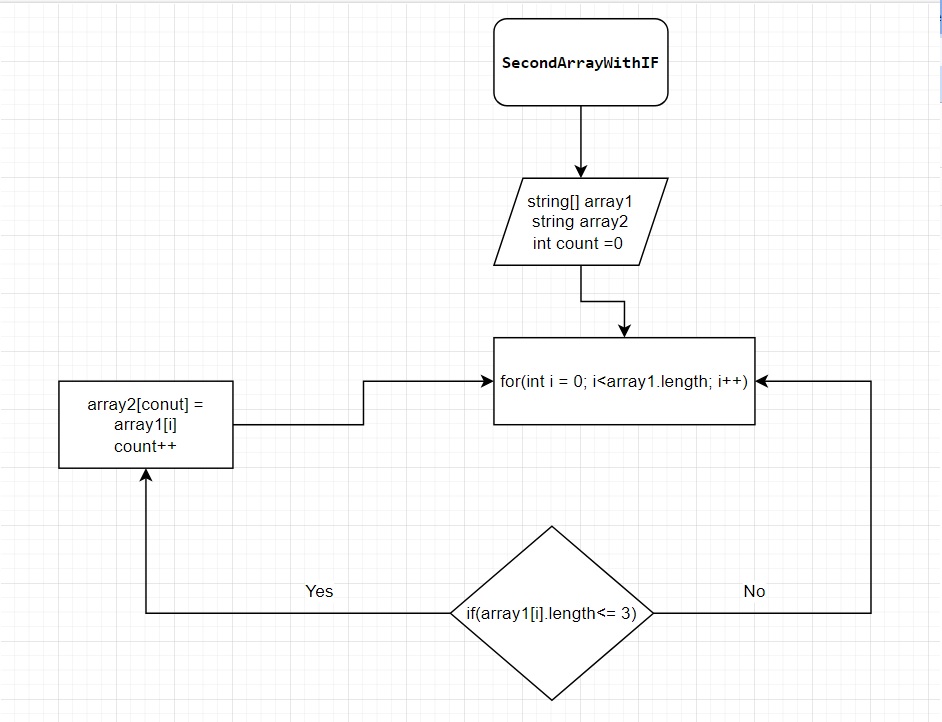 SecondArrayWithIF
string[] array1
string array2
int count =0
for(int i = 0; i<array1.length; i++)
array2[conut] =
array1[i]
count++
Yes
No
if(array1[i].length<= 3)